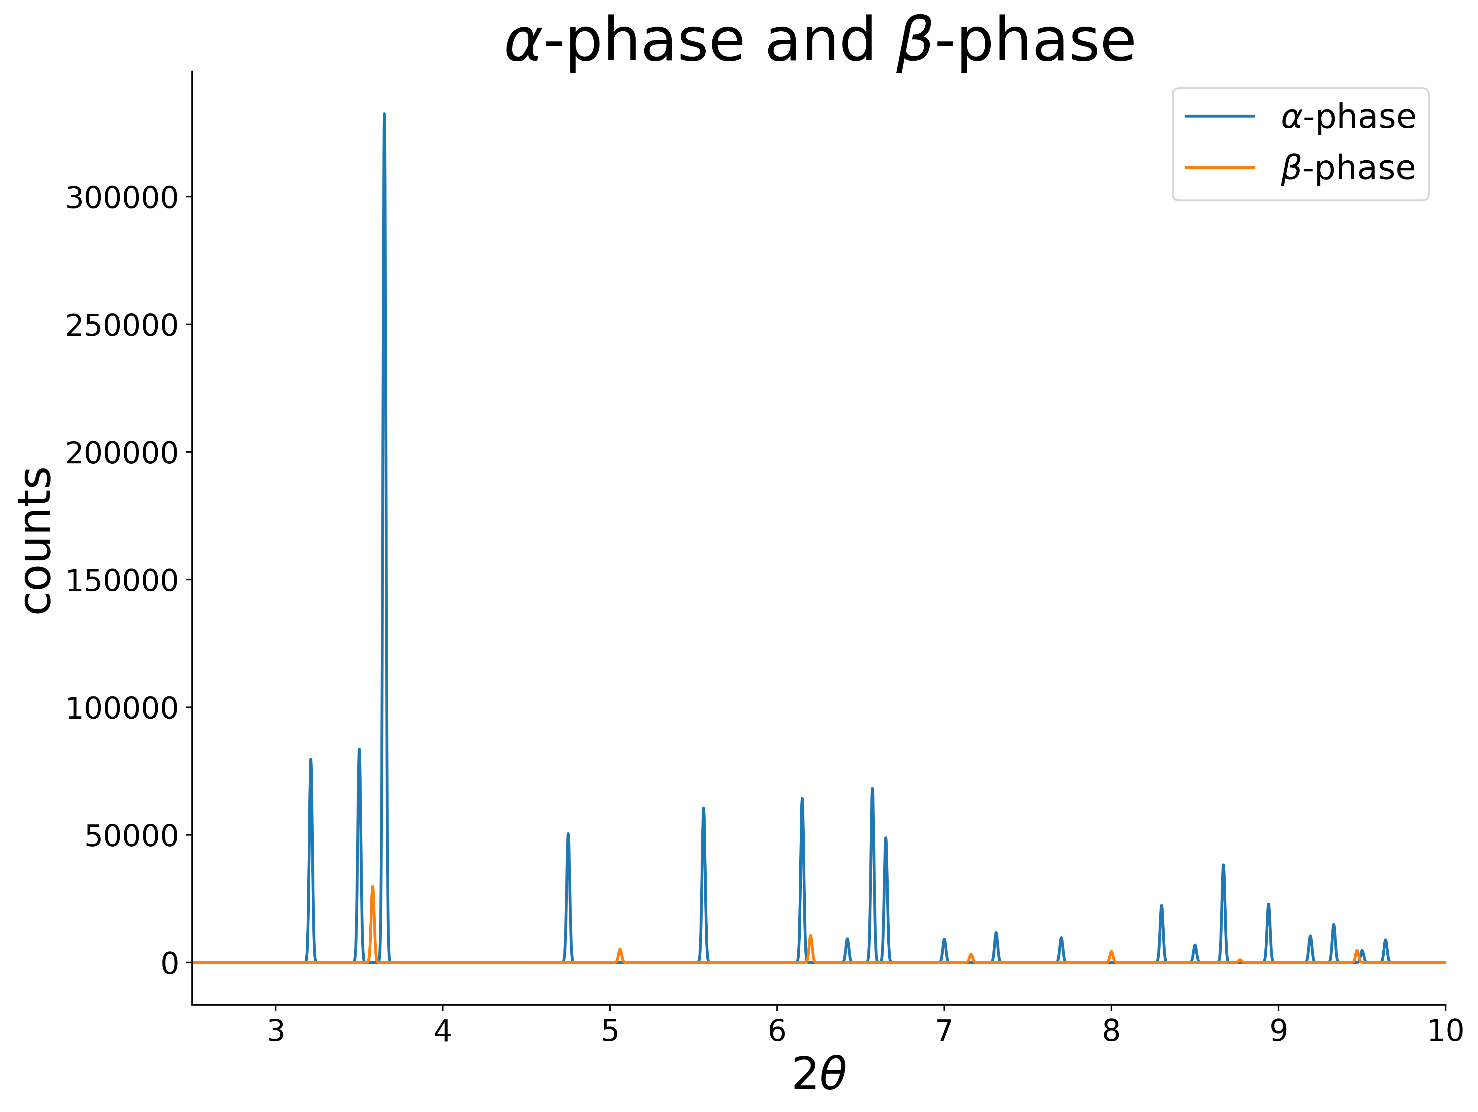 α-phase and β-phase
α-phase
β-phase
counts
300000
250000
200000
150000
100000
50000
0
3 4 5 6 7 8 9 10
2θ